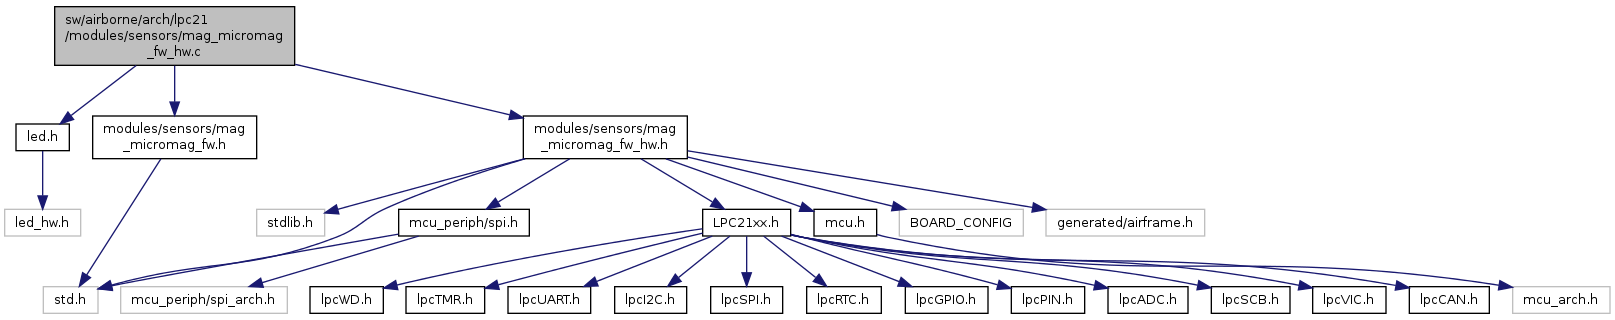 sw/airborne/arch/lpc21
/modules/sensors/mag_micromag
_fw_hw.c
led.h
modules/sensors/mag
_micromag_fw.h
modules/sensors/mag
_micromag_fw_hw.h
led_hw.h
stdlib.h
mcu_periph/spi.h
LPC21xx.h
mcu.h
BOARD_CONFIG
generated/airframe.h
std.h
mcu_periph/spi_arch.h
lpcWD.h
lpcTMR.h
lpcUART.h
lpcI2C.h
lpcSPI.h
lpcRTC.h
lpcGPIO.h
lpcPIN.h
lpcADC.h
lpcSCB.h
lpcVIC.h
lpcCAN.h
mcu_arch.h